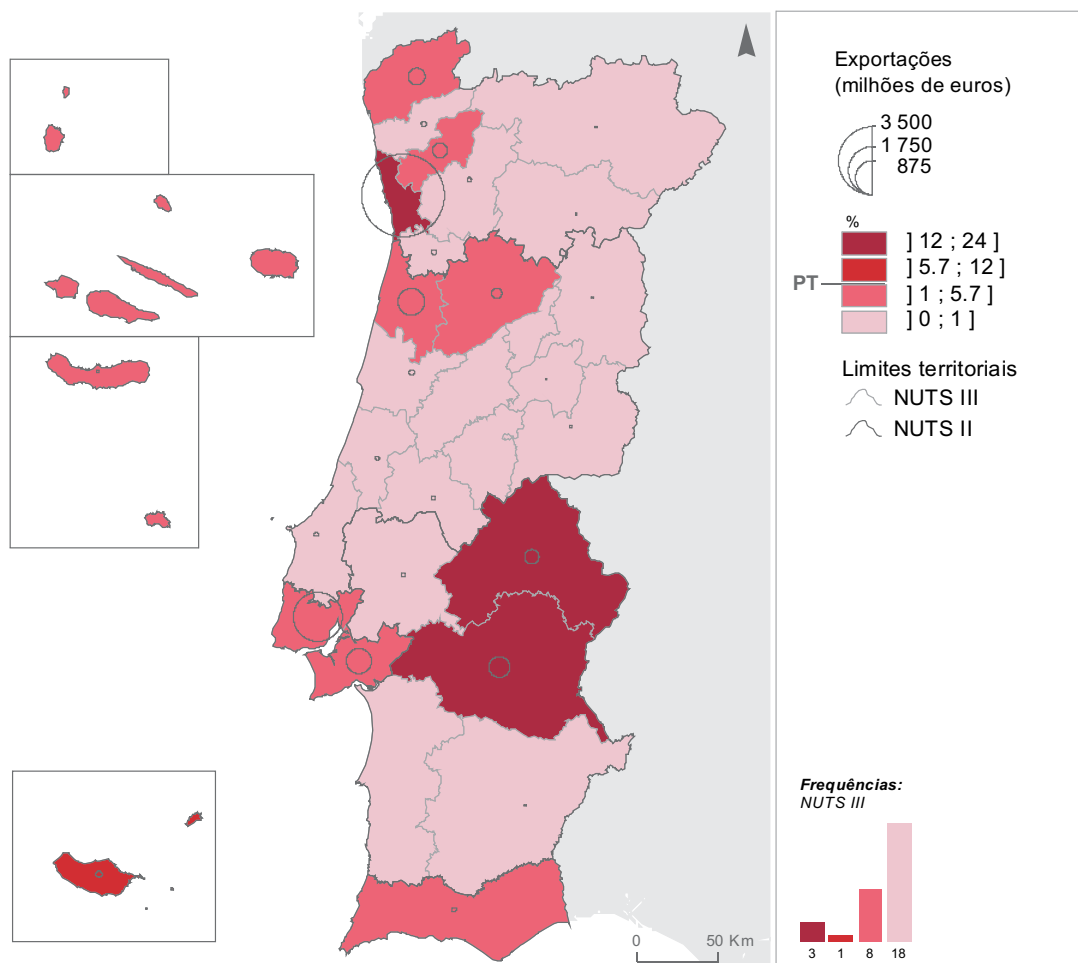 Exportações
(milhões de euros)
3 500
1 750
875
%
] 12 ; 24 ]
] 5.7 ; 12 ]
PT
] 1 ; 5.7 ]
] 0 ; 1 ]
Limites territoriais
NUTS III
NUTS II
Frequências:
NUTS III
3 1 8 18
0 50 Km